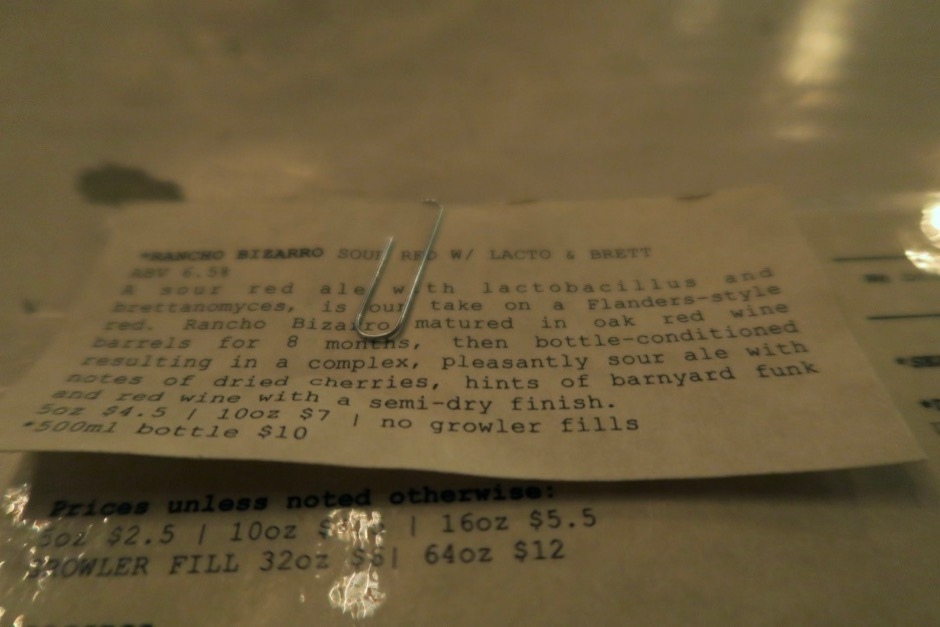 *RANCHO BIZARRO SOUR RED W/ LACTO & BRETT
ABV 6.5%
A sour red ale with lactobacillus and
brettanomyces, is our take on a Flanders-style
red. Rancho Bizarro matured in oak red wine
barrels for 8 months, then bottle-conditioned
resulting in a complex, pleasantly sour ale with
notes of dried cherries, hints of barnyard funk
and red wine with a semi-dry finish.
5oz $4.5 | 10oz $7 | no growler fills
*500ml bottle $10
Prices unless noted otherwise:
5oz $2.5 | 10oz | 16oz $5.5
GROWLER FILL 32oz | 64oz $12